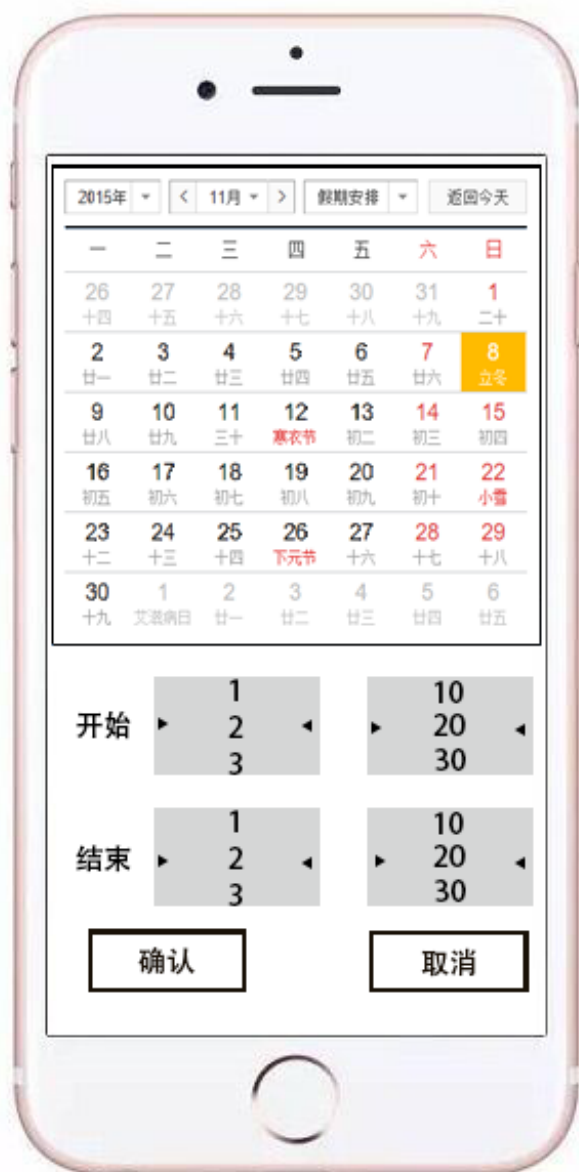 2015年 11月 假期安排 返回今天
一 二 三 四 五 六 日
26 27 28 29 30 31 1
十四 十五 十六 十七 十八 十九 二十
2 3 4 5 6 7 8
廿一 廿二 廿三 廿四 廿五 廿六 立冬
9 10 11 12 13 14 15
廿八 廿九 三十 寒衣节 初二 初三 初四
16 17 18 19 20 21 22
初五 初六 初七 初八 初九 初十 小雪
23 24 25 26 27 28 29
十二 十三 十四 下元节 十六 十七 十八
30 1 2 3 4 5 6
十九 艾滋病日 廿一 廿二 廿三 廿四 廿五
1 10
开始 2 20
3 30
1 10
结束 2 20
3 30
确认 取消